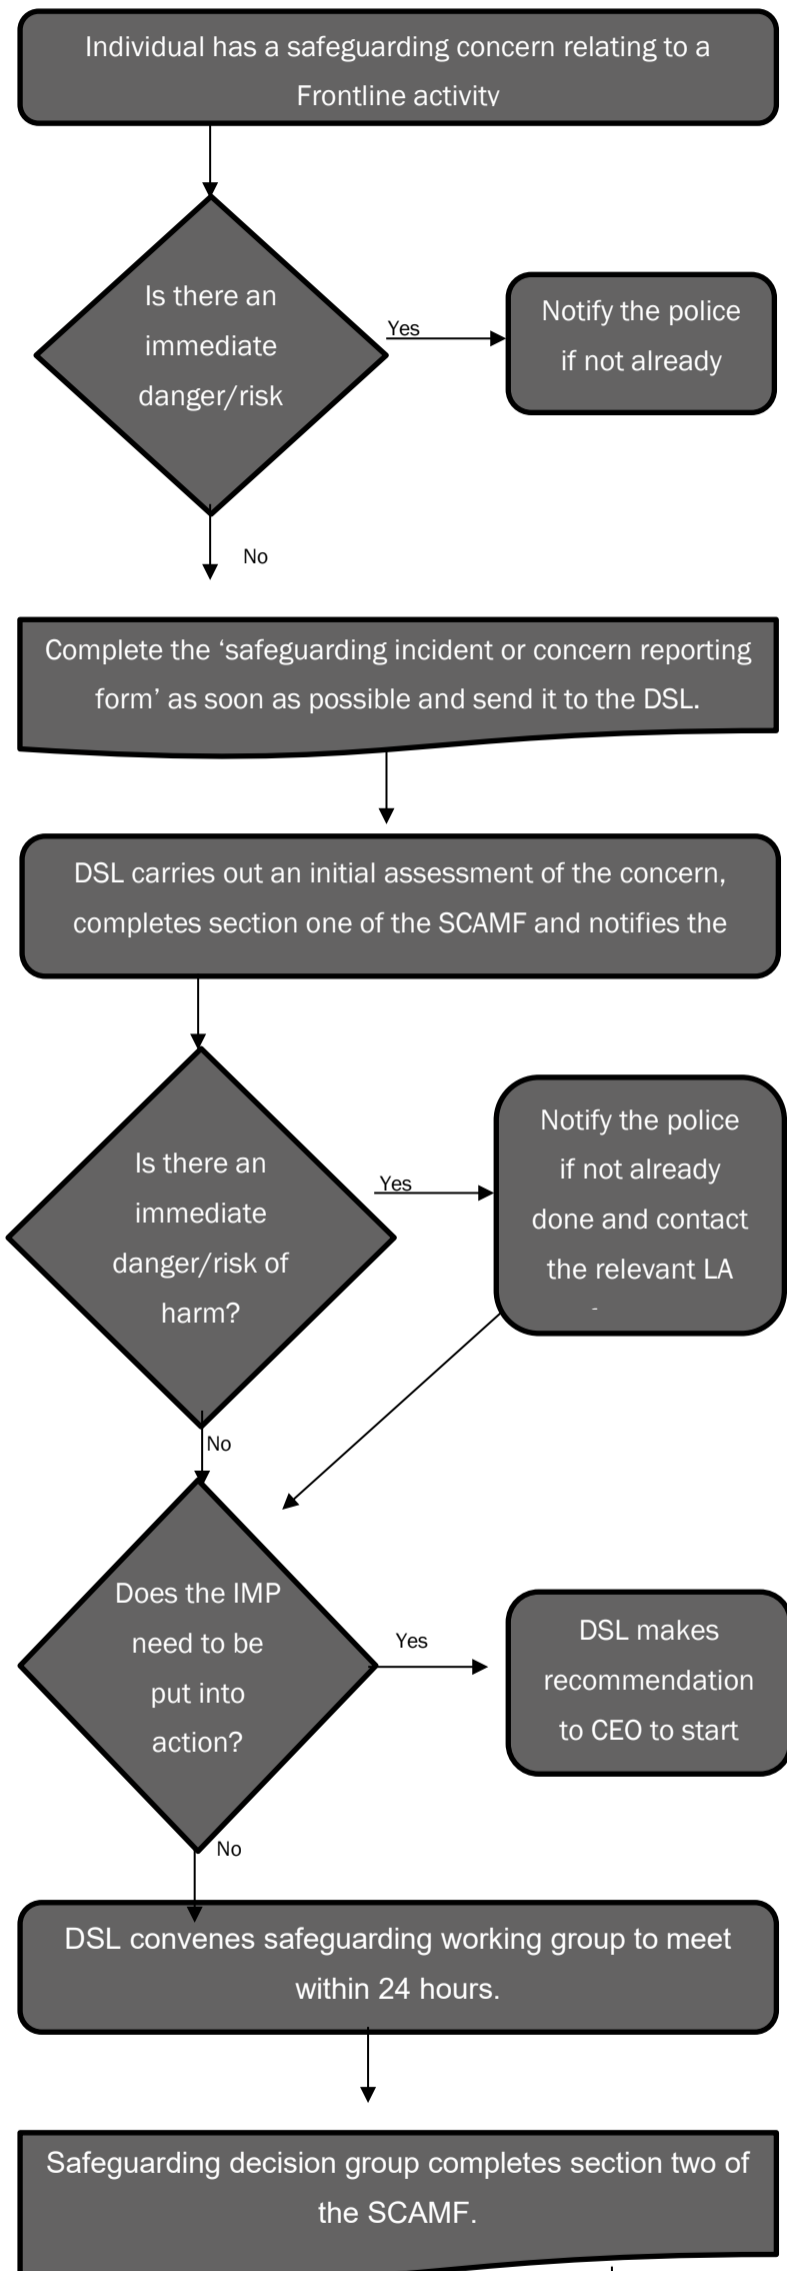 Individual has a safeguarding concern relating to a
Frontline activity
Is there an
immediate
danger/risk
Yes
Notify the police
if not already
No
Complete the ‘safeguarding incident or concern reporting
form’ as soon as possible and send it to the DSL.
DSL carries out an initial assessment of the concern,
completes section one of the SCAMF and notifies the
Is there an
immediate
danger/risk of
harm?
Yes
Notify the police
if not already
done and contact
the relevant LA
No
Does the IMP
need to be
put into
action?
Yes
DSL makes
recommendation
to CEO to start
No
DSL convenes safeguarding working group to meet
within 24 hours.
Safeguarding decision group completes section two of
the SCAMF.